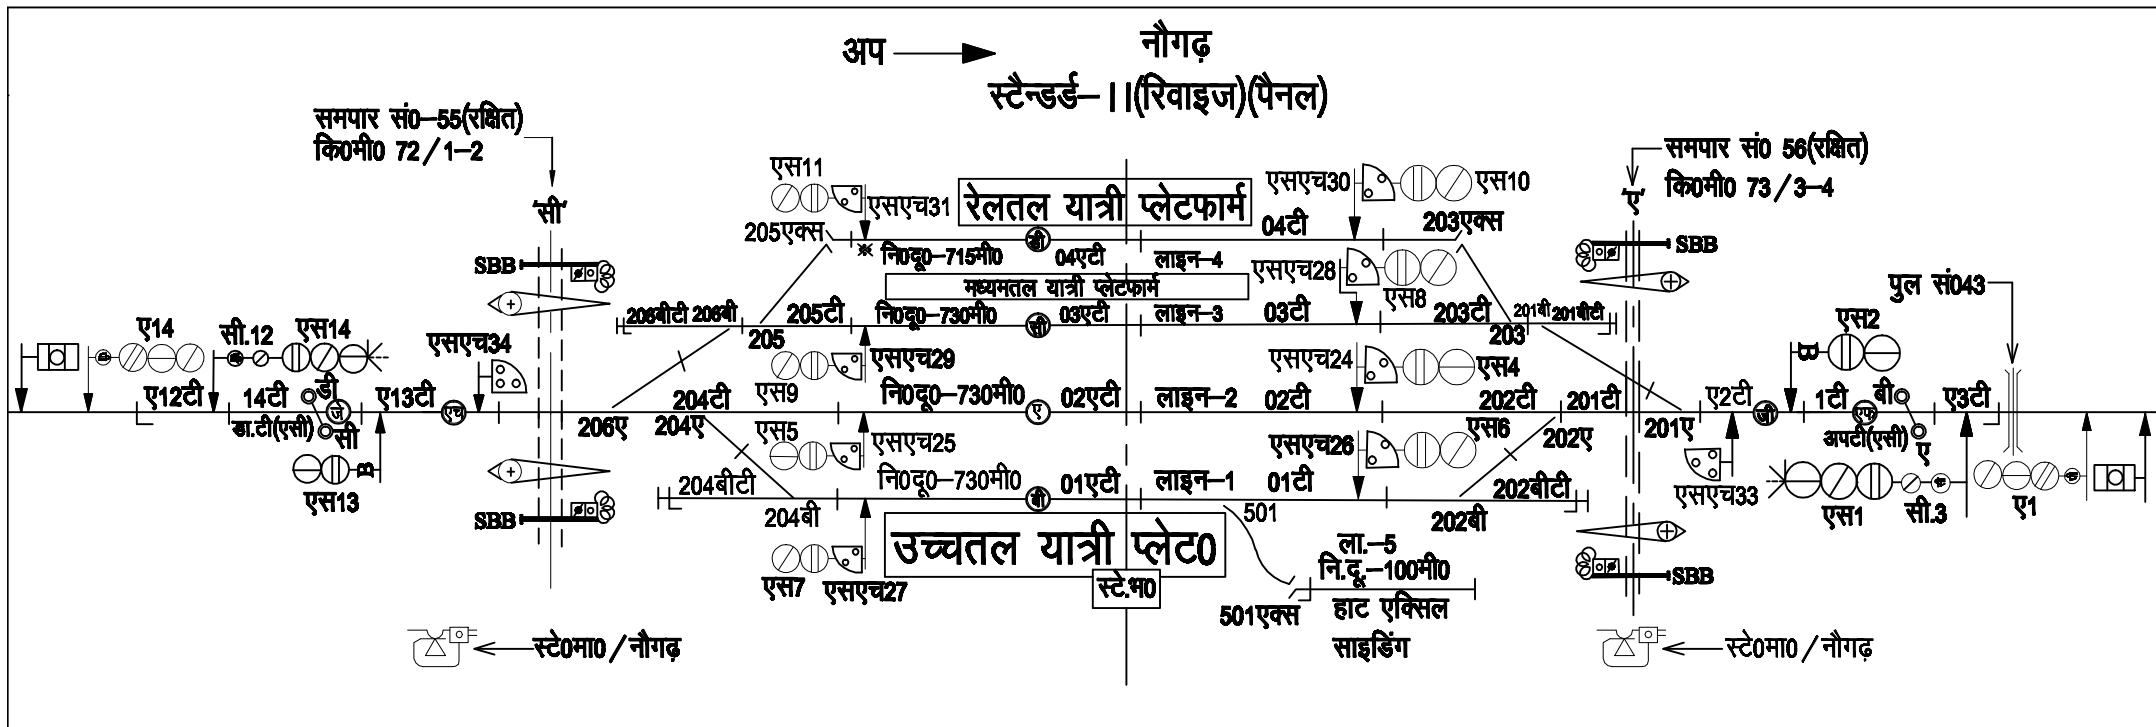 अप
नौगढ़
स्टैन्डर्ड–II(रिवाइज)(पैनल)
समपार सं0–55(रक्षित)
कि0मी0 72/1–2
'सी'
समपार सं0 56(रक्षित)
कि0मी0 73/3–4
'ए'
एस11
एसएच31
रेलतल यात्री प्लेटफार्म
एसएच30
एस10
205एक्स
04टी
203एक्स
※ नि0दू0–715मी0
डी
04एटी
लाइन–4
SBB
SBB
मध्यमतल यात्री प्लेटफार्म
एसएच28
एस8
पुल सं043
206बीटी
206बी
205टी
नि0दू0–730मी0
सी
03एटी
लाइन–3
03टी
203टी
201बी
201बीटी
205
203
ए14
सी.12
एस14
एसएच34
एसएच29
एस9
एसएच24
एस4
एस2
B
ए12टी
14टी
डी
ज
ए13टी
एच
204टी
नि0दू0–730मी0
ए
02एटी
लाइन–2
02टी
202टी
201टी
ए2टी
जी
1टी
एफ
बी
ए3टी
डा.टी(एसी)
सी
206ए
204ए
एस5
एसएच25
एसएच26
एस6
202ए
201ए
अपटी(एसी)
ए
B
एस13
204बीटी
नि0दू0–730मी0
बी
01एटी
लाइन–1
01टी
202बीटी
एसएच33
एस1
सी.3
ए1
204बी
501
202बी
SBB
उच्चतल यात्री प्लेट0
ला.–5
नि.दू.–100मी0
एस7
एसएच27
स्टे.भ0
SBB
501एक्स
हाट एक्सिल
साइडिंग
स्टे0मा0/नौगढ़
स्टे0मा0/नौगढ़